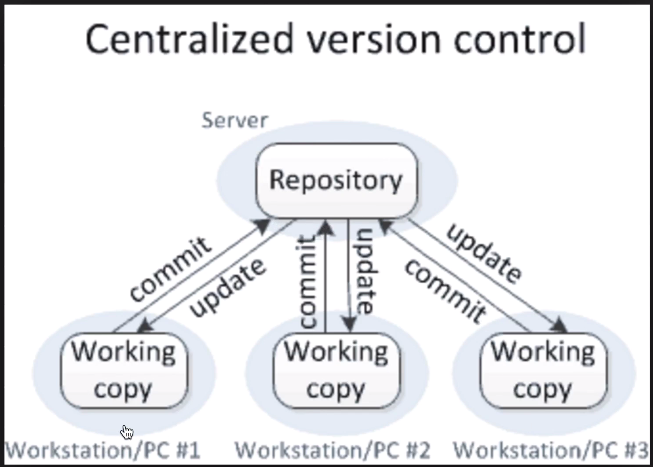 Centralized version control
Server
Repository
commit
update
commit
update
commit
update
Working
copy
Working
copy
Working
copy
Workstation/PC #1
Workstation/PC #2
Workstation/PC #3